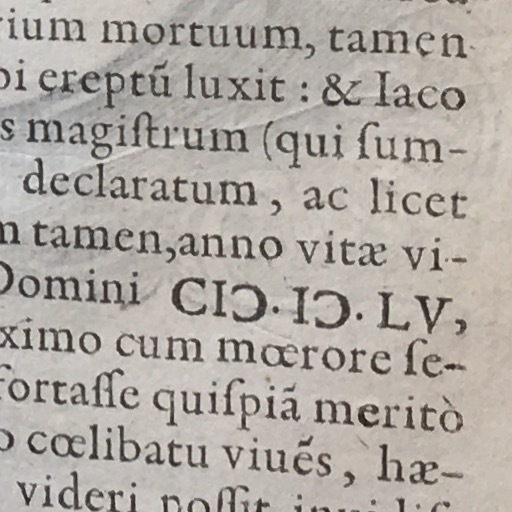 rium mortuum, tamen
bi ereptũ luxit : & Iaco
s magiſtrum (qui ſum-
declaratum, ac licet
m tamen,anno vitæ vi-
Domini CIↃ·IↃ·LV,
ximo cum mœrore ſe-
fortaſſe quiſpiã meritò
o cœlibatu viuẽs, hæ-
videri poſſit